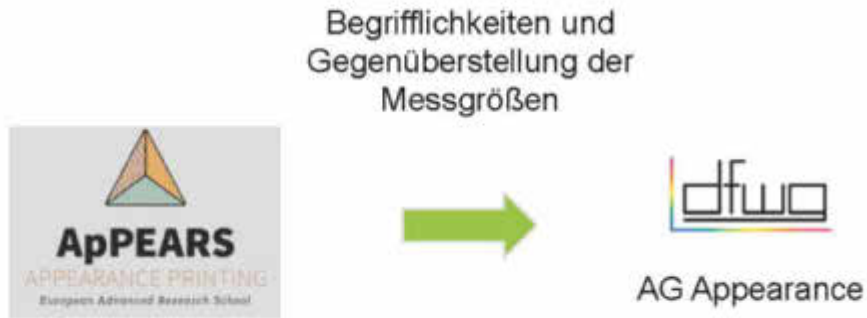 Begrifflichkeiten und
Gegenüberstellung der
Messgrößen
ApPEARS
APPEARANCE PRINTING
European Advanced Research School
dfwg
AG Appearance